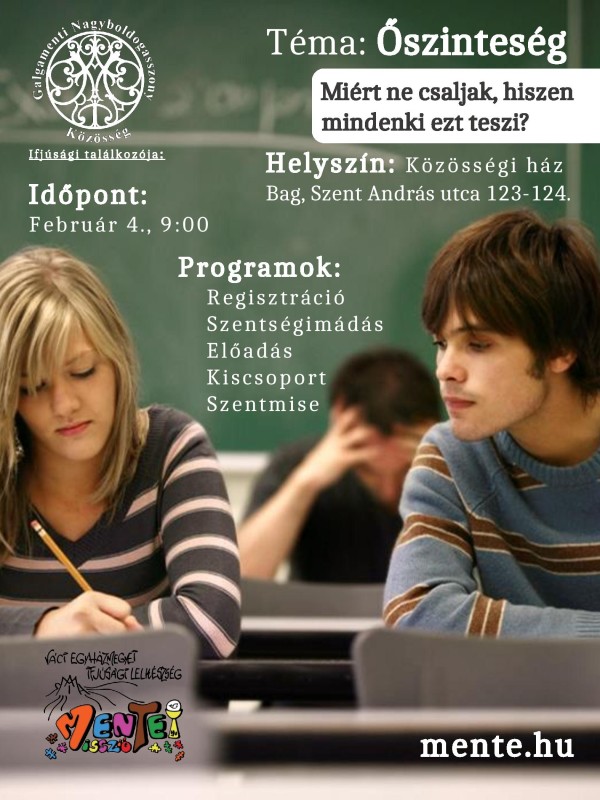 Galgamenti Nagyboldogasszony
Közösség
Ifjúsági találkozója:
Téma: Őszinteség
Miért ne csaljak, hiszen
mindenki ezt teszi?
Helyszín: Közösségi ház
Bag, Szent András utca 123-124.
Időpont:
Február 4., 9:00
Programok:
Regisztráció
Szentségimádás
Előadás
Kiscsoport
Szentmise
VÁCI EGYHÁZMEGYEI
IFJÚSÁGI LELKÉSZSÉG
MENTEI
MISSZIÓ
mente.hu